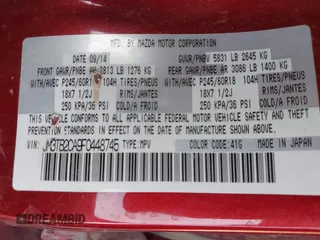 MFD. BY MAZDA MOTOR CORPORATION
DATE 09/14 GVWR/PNBV 5831 LB 2645 KG
FRONT GAWR/PNBE AV 2813 LB 1276 KG REAR GAWR/PNBE AR 3086 LB 1400 KG
WITH/AVEC P245/60R18 104H TIRES/PNEUS WITH/AVEC P245/60R18 104H TIRES/PNEUS
18X7 1/2J RIMS/JANTES 18X7 1/2J RIMS/JANTES
250 KPA/36 PSI COLD/A FROID 250 KPA/36 PSI COLD/A FROID
THIS VEHICLE CONFORMS TO ALL APPLICABLE FEDERAL MOTOR VEHICLE SAFETY AND THEFT
PREVENTION STANDARDS IN EFFECT ON THE DATE OF MANUFACTURE SHOWN ABOVE
JM3TB2CA9F0448745 TYPE:MPV COLOR 41G MADE IN JAPAN
DREAMBID